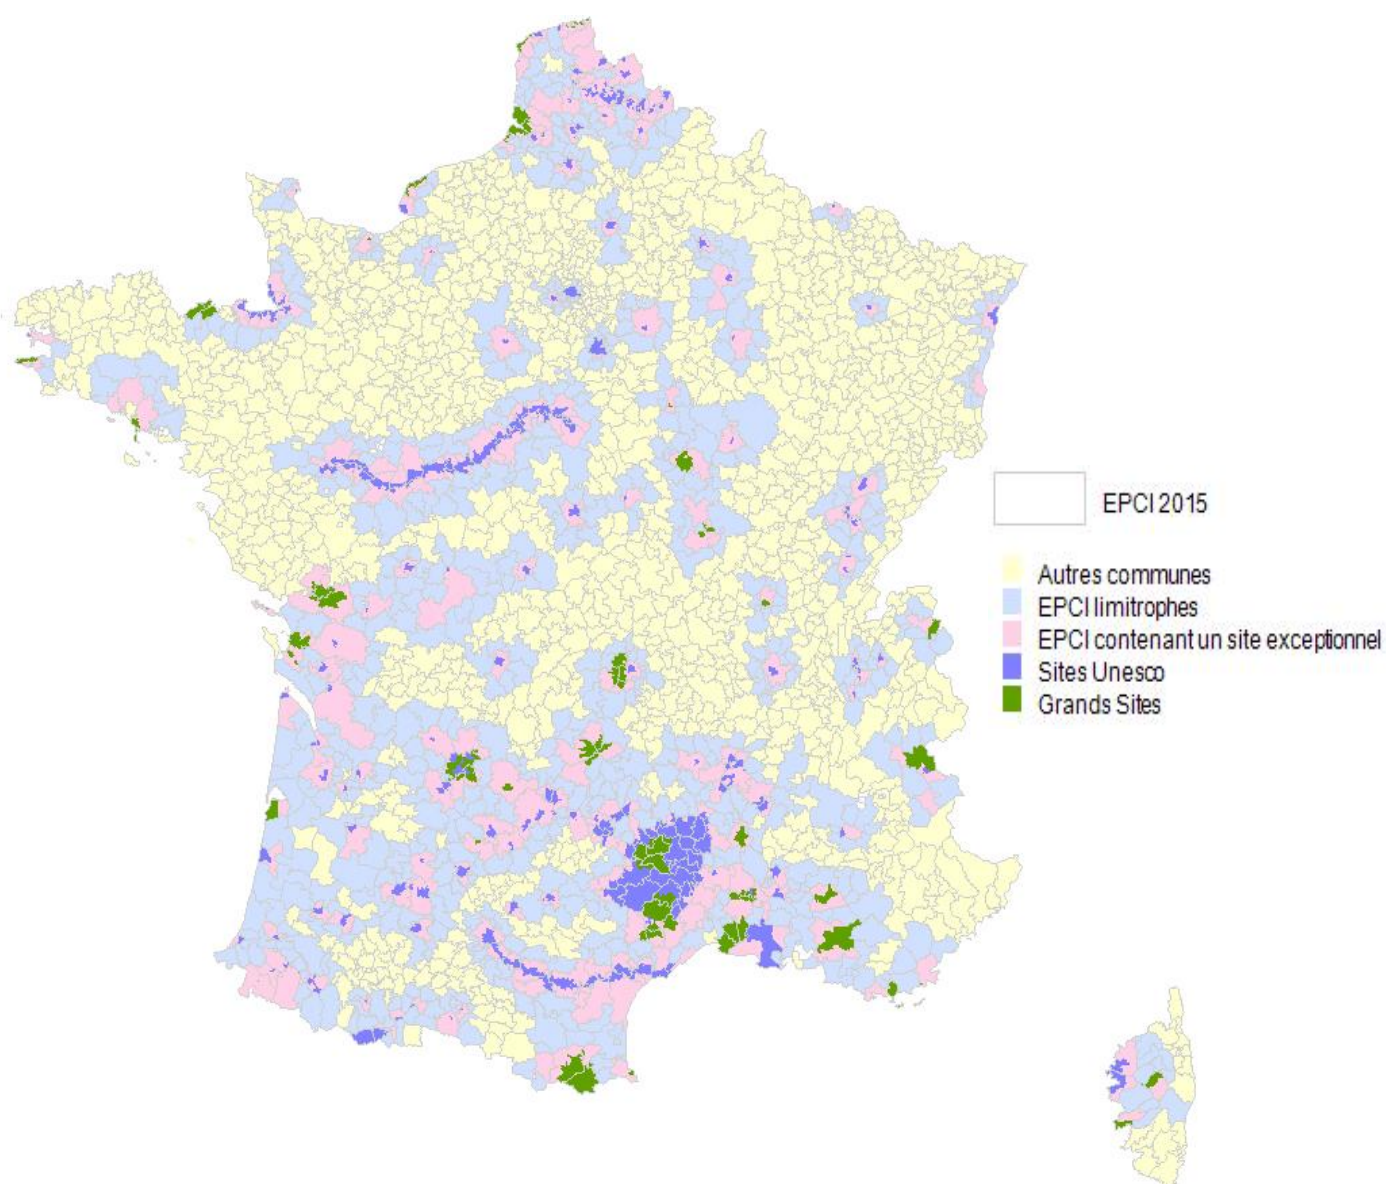 EPCI 2015
Autres communes
EPCI limitrophes
EPCI contenant un site exceptionnel
Sites Unesco
Grands Sites